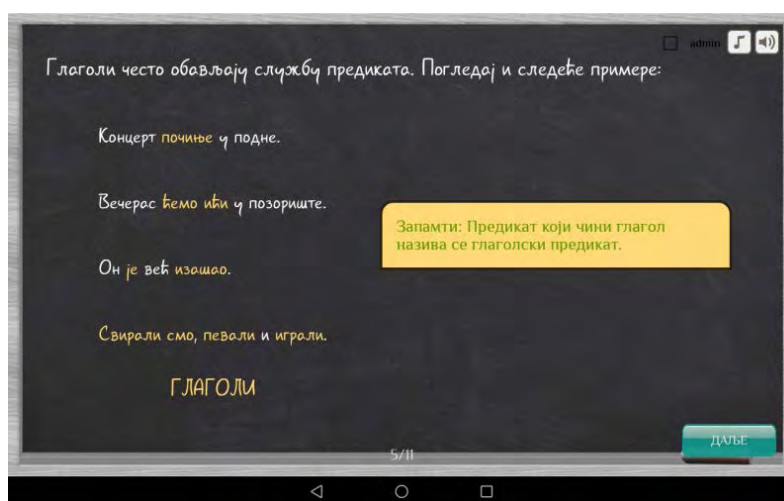 admin
Глаголи често обављају службу предиката. Погледај и следеће примере:
Концерт почиње у подне.
Вечерас ћемо ићи у позориште.
Запамти: Предикат који чини глагол
назива се глаголски предикат.
Он је већ изашао.
Свирали смо, певали и играли.
ГЛАГОЛИ
ДАЉЕ
5/11